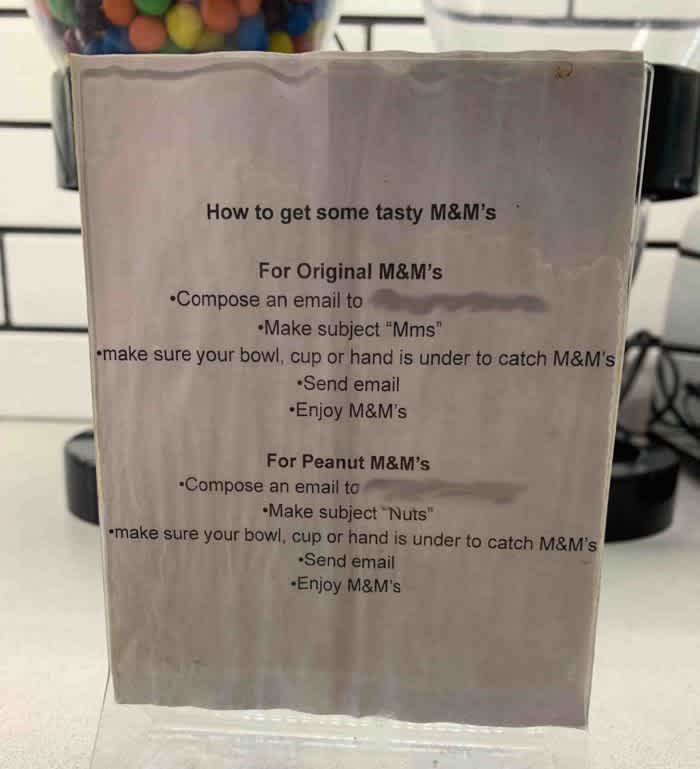 How to get some tasty M&M's
For Original M&M's
•Compose an email to
•Make subject “Mms”
•make sure your bowl, cup or hand is under to catch M&M's
•Send email
•Enjoy M&M's
For Peanut M&M's
•Compose an email to
•Make subject “Nuts”
•make sure your bowl, cup or hand is under to catch M&M's
•Send email
•Enjoy M&M's